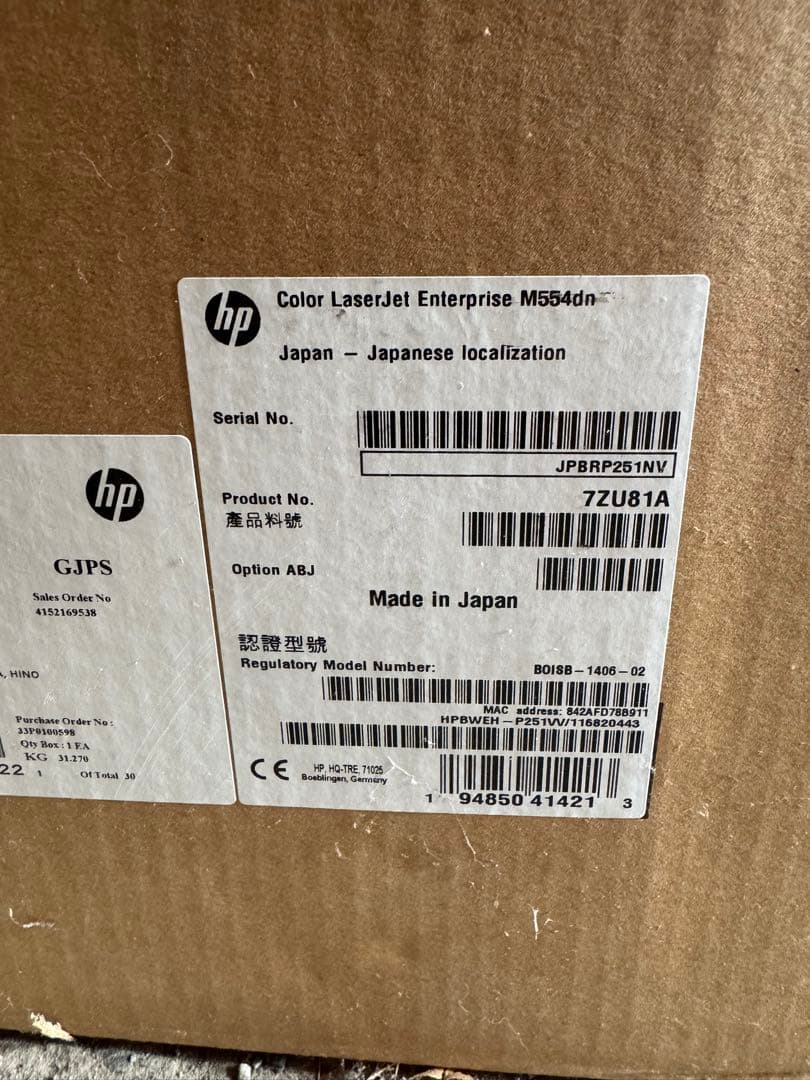 hp
Color LaserJet Enterprise M554dn
Japan – Japanese localization
Serial No.
JPBRP251NV
Product No.
7ZU81A
產品料號
Option ABJ
Made in Japan
認證型號
Regulatory Model Number:
BOISB-1406-02
MAC address: 842AFD78B911
HPBWEH-P251VV/116820443
CE
HP, HQ-TRE, 71025
Boeblingen, Germany
1 94850 41421 3
hp
GJPS
Sales Order No
4152169538
, HINO
Purchase Order No :
33P0100598
Qty Box : 1 EA
KG 31.270
22 1 Of Total 30